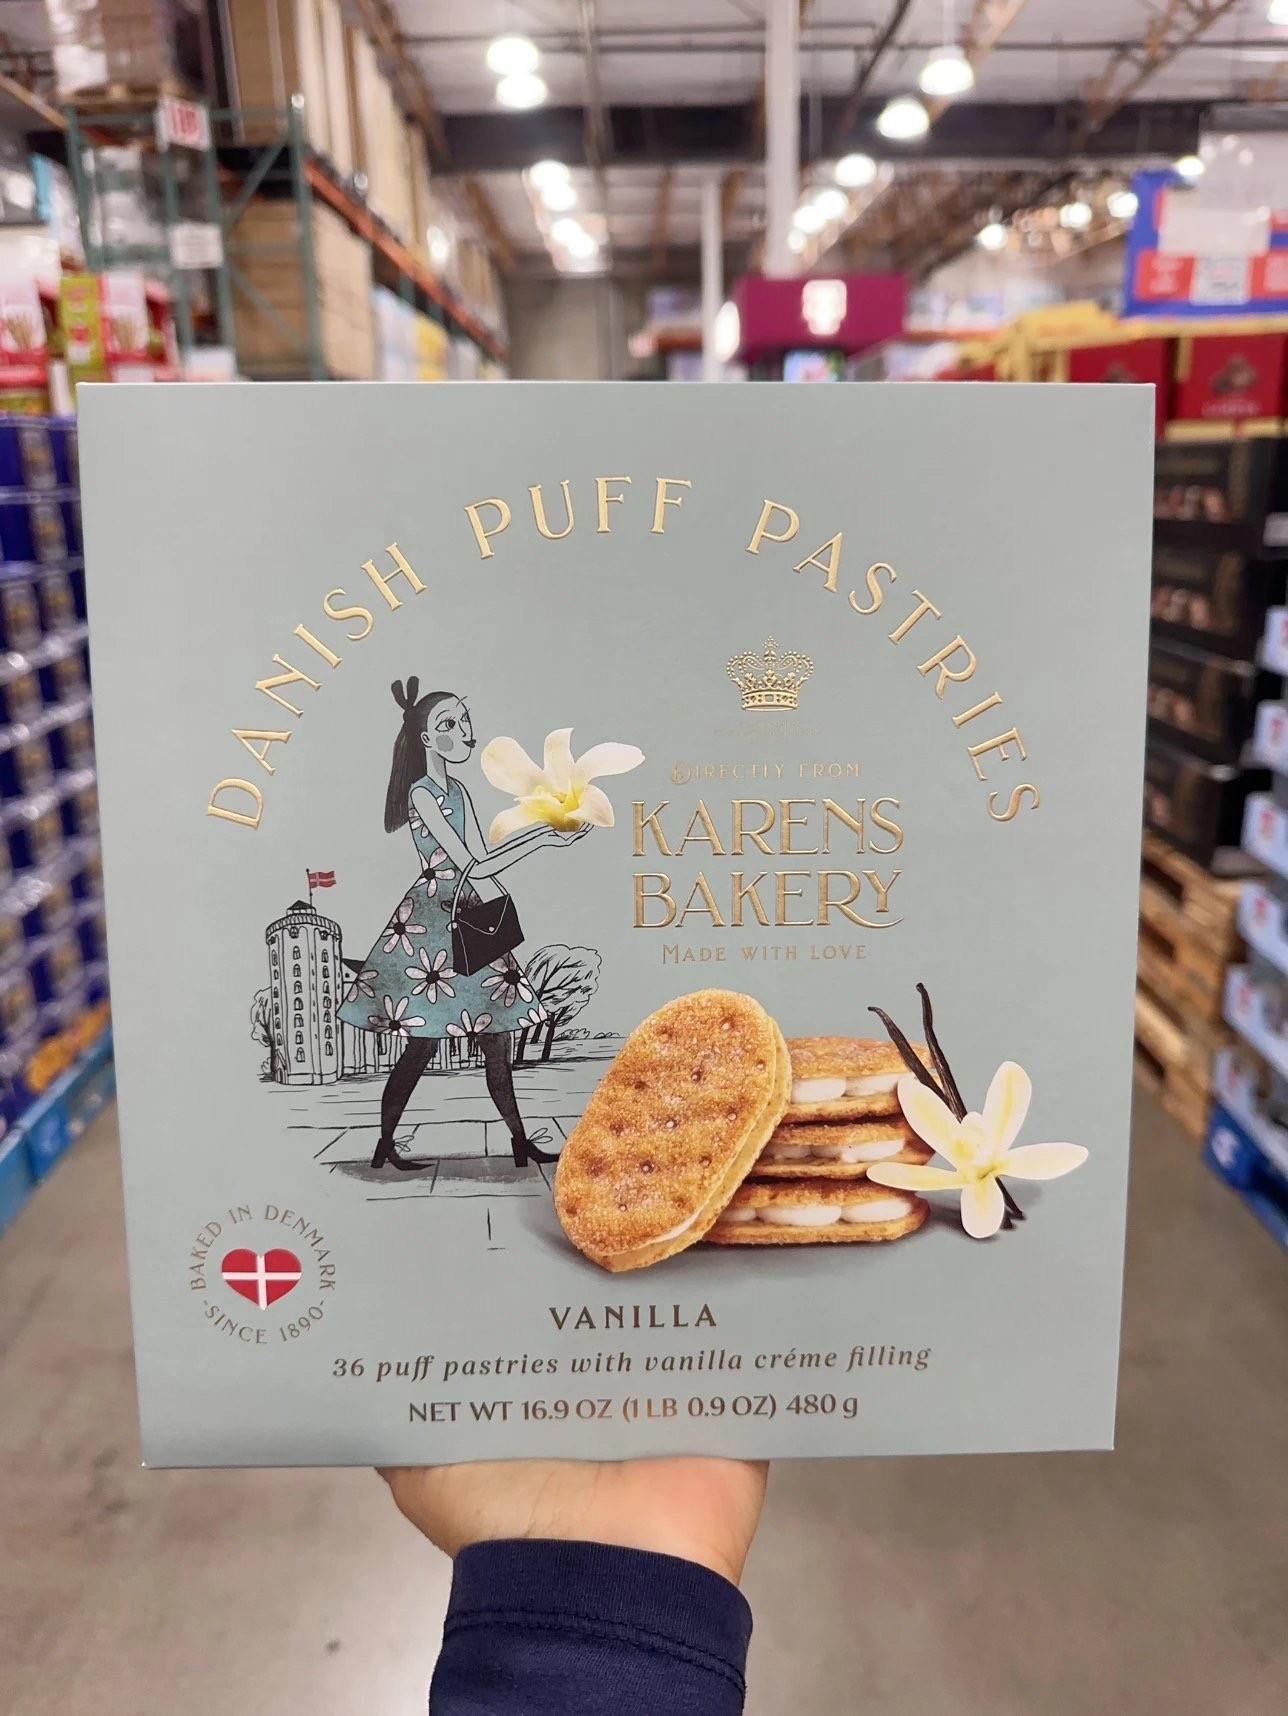 DANISH PUFF PASTRIES
DIRECTLY FROM
KARENS
BAKERY
MADE WITH LOVE
BAKED IN DENMARK
-SINCE 1890-
VANILLA
36 puff pastries with vanilla créme filling
NET WT 16.9 OZ (1 LB 0.9 OZ) 480 g